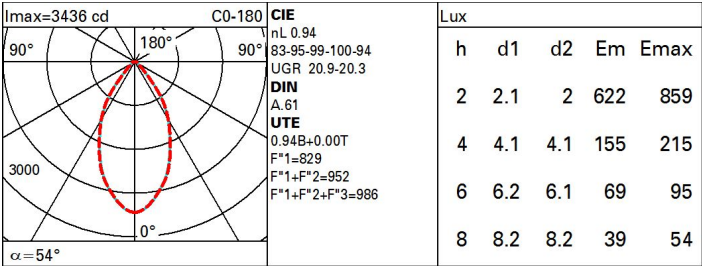 Imax=3436 cd C0-180
90° 180° 90°
3000
0°
α=54°
CIE
nL 0.94
83-95-99-100-94
UGR 20.9-20.3
DIN
A.61
UTE
0.94B+0.00T
F"1=829
F"1+F"2=952
F"1+F"2+F"3=986
Lux
h d1 d2 Em Emax
2 2.1 2 622 859
4 4.1 4.1 155 215
6 6.2 6.1 69 95
8 8.2 8.2 39 54